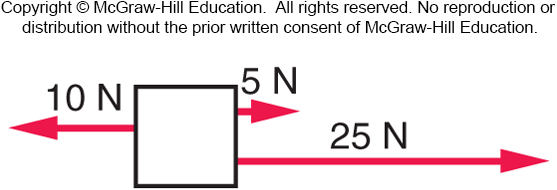 Copyright © McGraw-Hill Education.  All rights reserved. No reproduction or
distribution without the prior written consent of McGraw-Hill Education.
10 N
5 N
25 N